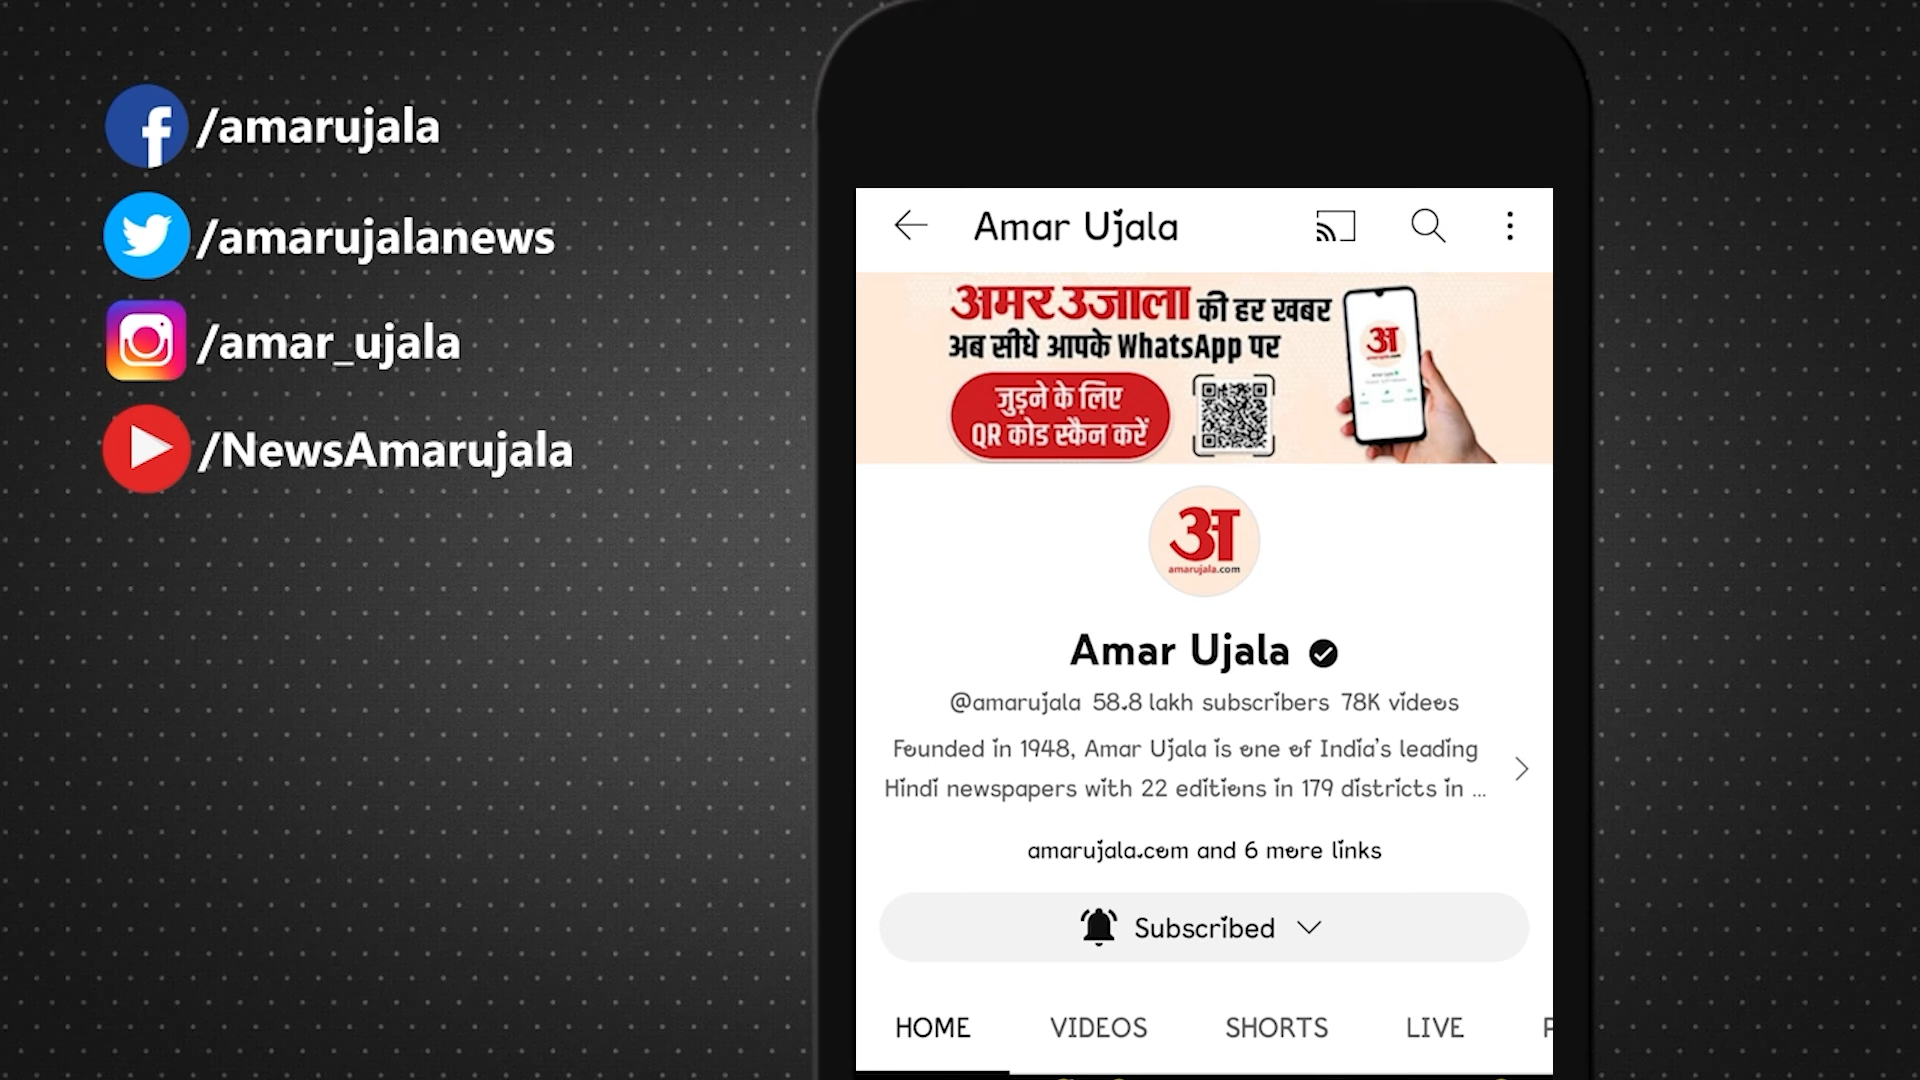 /amarujala
/amarujalanews
/amar_ujala
/NewsAmarujala
Amar Ujala
अमर उजाला की हर खबर
अब सीधे आपके WhatsApp पर
जुड़ने के लिए
QR कोड स्कैन करें
अ
अ
amarujala.com
Amar Ujala
@amarujala 58.8 lakh subscribers 78K videos
Founded in 1948, Amar Ujala is one of India's leading
Hindi newspapers with 22 editions in 179 districts in ...
amarujala.com and 6 more links
Subscribed
HOME VIDEOS SHORTS LIVE